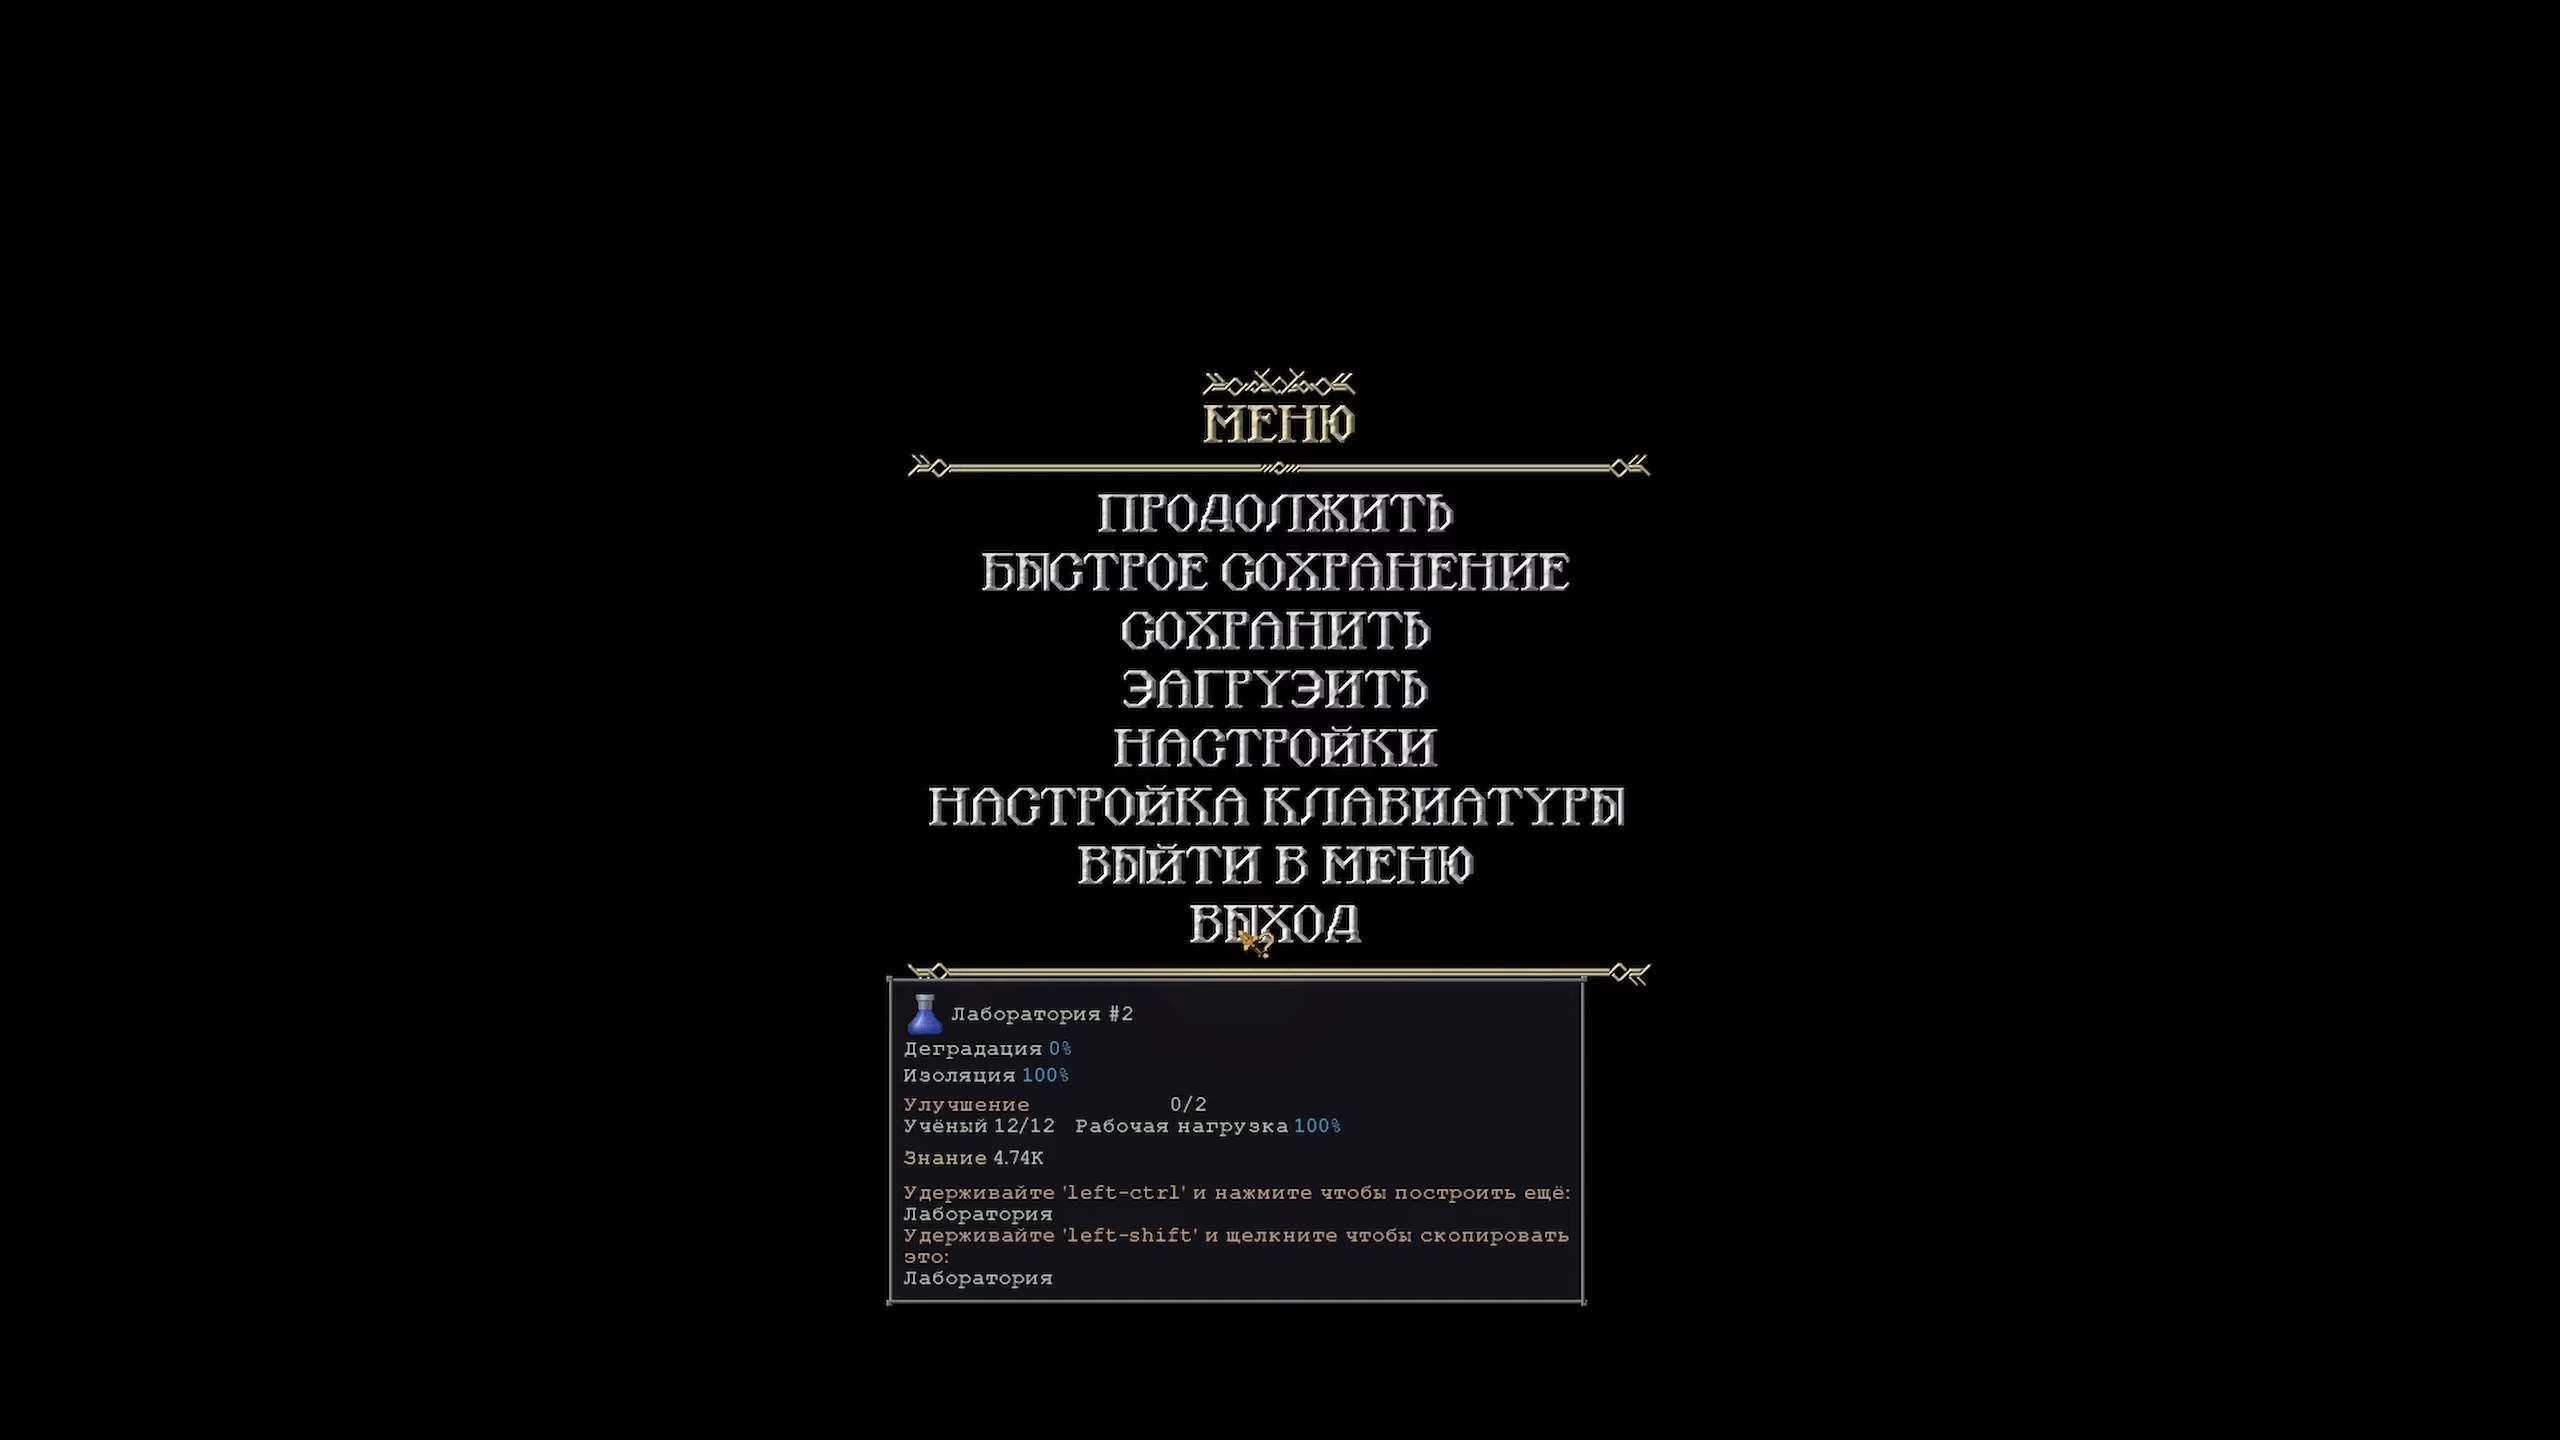 МЕНЮ
ПРОДОЛЖИТЬ
БЫСТРОЕ СОХРАНЕНИЕ
СОХРАНИТЬ
ЗАГРУЗИТЬ
НАСТРОЙКИ
НАСТРОЙКА КЛАВИАТУРЫ
ВЫЙТИ В МЕНЮ
ВЫХОД
Лаборатория #2
Деградация 0%
Изоляция 100%
Улучшение 0/2
Учёный 12/12 Рабочая нагрузка 100%
Знание 4.74K
Удерживайте 'left-ctrl' и нажмите чтобы построить ещё:
Лаборатория
Удерживайте 'left-shift' и щелкните чтобы скопировать
это:
Лаборатория